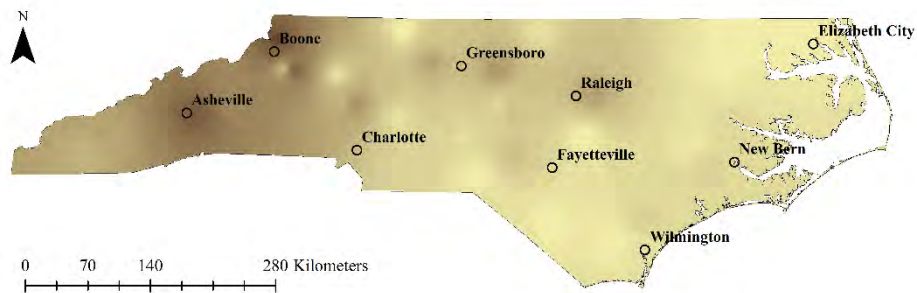 N
Boone
Elizabeth City
Greensboro
Raleigh
Asheville
Charlotte
Fayetteville
New Bern
Wilmington
0 70 140 280 Kilometers